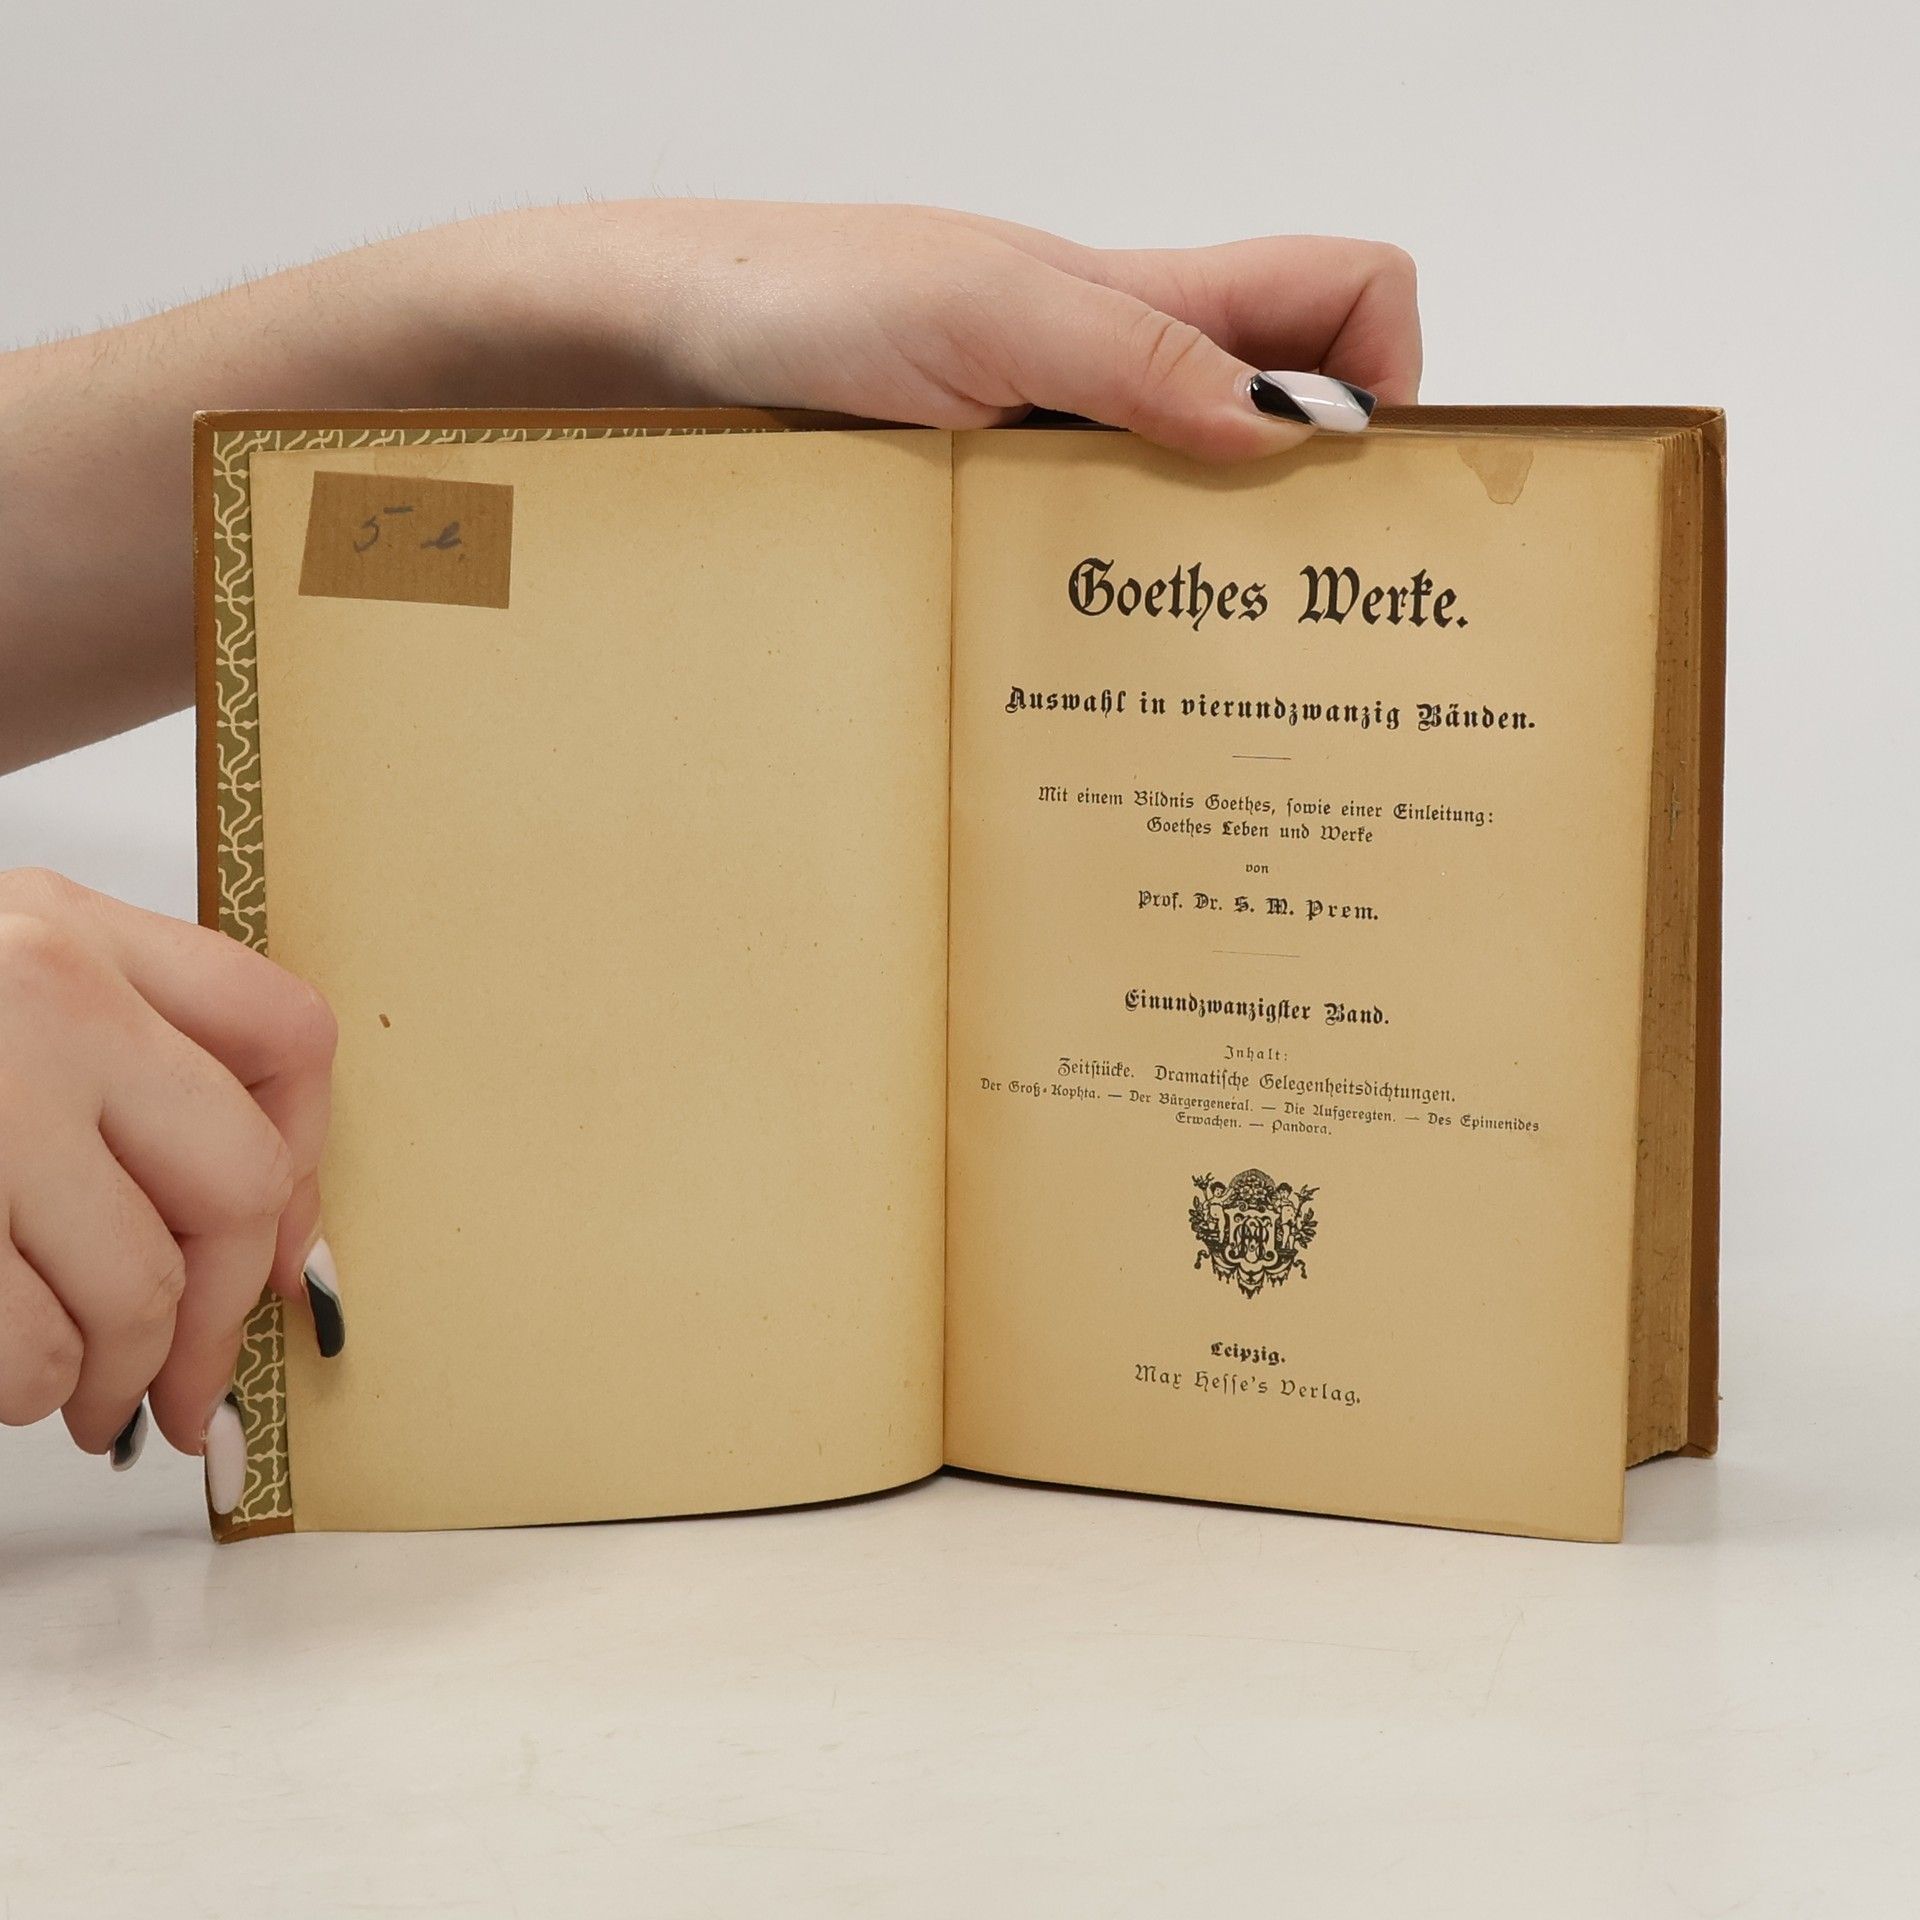 5 e.
Goethes Werke.
Auswahl in vierundzwanzig Bänden.
Mit einem Bildnis Goethes, sowie einer Einleitung:
Goethes Leben und Werke
von
Prof. Dr. S. M. Prem.
Einundzwanzigster Band.
Inhalt:
Zeitstücke. Dramatische Gelegenheitsdichtungen.
Der Groß-Kophta. — Der Bürgergeneral. — Die Aufgeregten. — Des Epimenides
Erwachen. — Pandora.
Leipzig.
Max Hesse's Verlag.